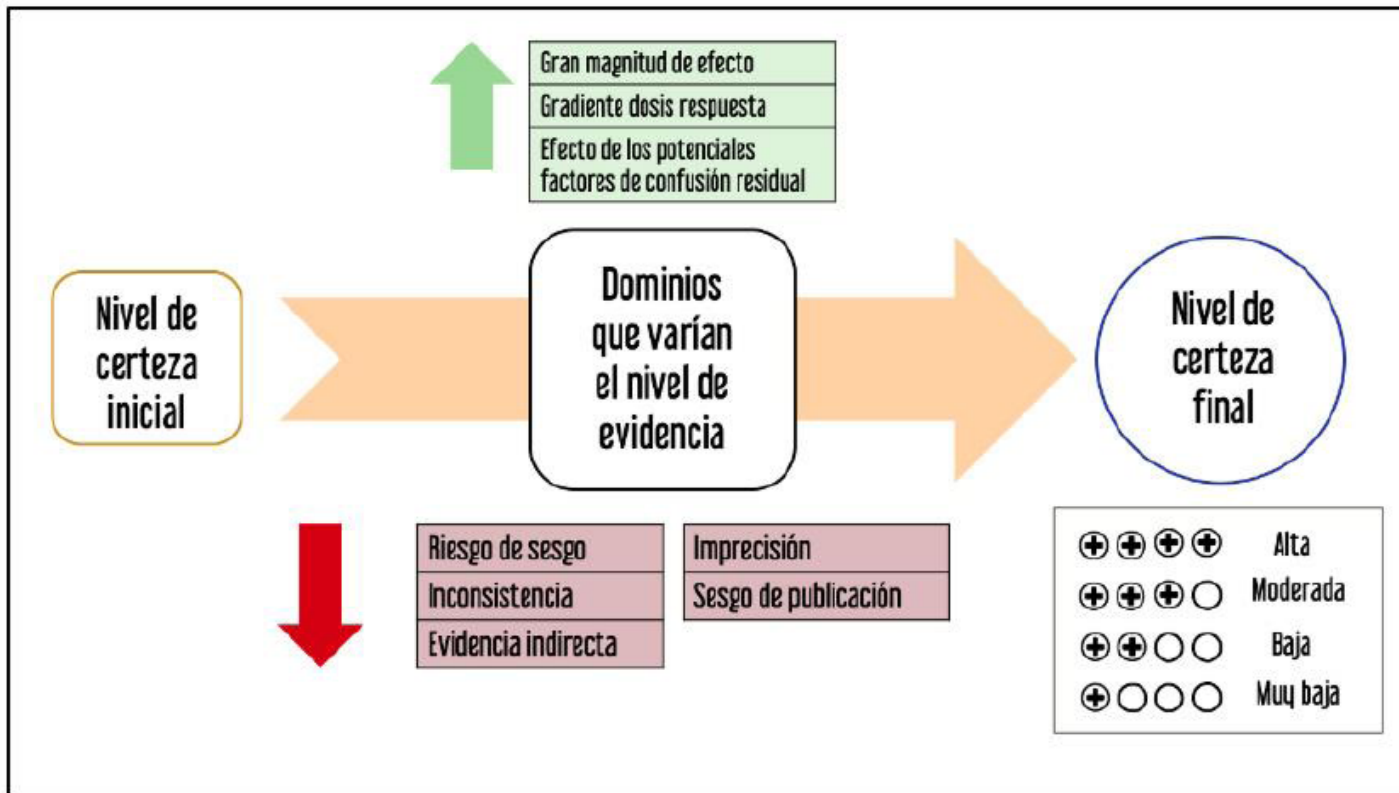 Gran magnitud de efecto
Gradiente dosis respuesta
Efecto de los potenciales
factores de confusión residual
Nivel de
certeza
inicial
Dominios
que varían
el nivel de
evidencia
Nivel de
certeza
final
Riesgo de sesgo
Inconsistencia
Evidencia indirecta
Imprecisión
Sesgo de publicación
Alta
Moderada
Baja
Muy baja